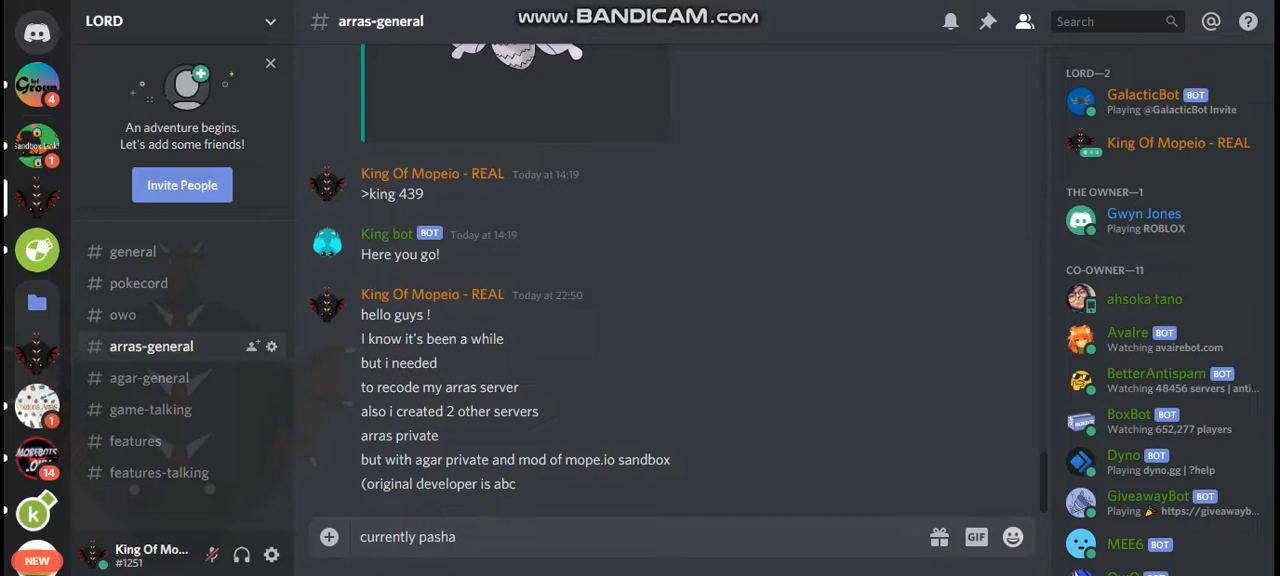 LORD
# arras-general
www.BANDICAM.com
Search
An adventure begins.
Let's add some friends!
Invite People
# general
# pokecord
# owo
# arras-general
# agar-general
# game-talking
# features
# features-talking
King Of Mo...
#1251
4
1
1
MOREBOTS
14
k
NEW
King Of Mopeio - REAL Today at 14:19
>king 439
King bot BOT Today at 14:19
Here you go!
King Of Mopeio - REAL Today at 22:50
hello guys !
I know it's been a while
but i needed
to recode my arras server
also i created 2 other servers
arras private
but with agar private and mod of mope.io sandbox
(original developer is abc
currently pasha
GIF
LORD—2
GalacticBot BOT
Playing @GalacticBot Invite
King Of Mopeio - REAL
THE OWNER—1
Gwyn Jones
Playing ROBLOX
CO-OWNER—11
ahsoka tano
AvaIre BOT
Watching avairebot.com
BetterAntispam BOT
Watching 48456 servers | anti...
BoxBot BOT
Watching 652,277 players
Dyno BOT
Playing dyno.gg | ?help
GiveawayBot BOT
Playing 🎉 https://giveawayb...
MEE6 BOT